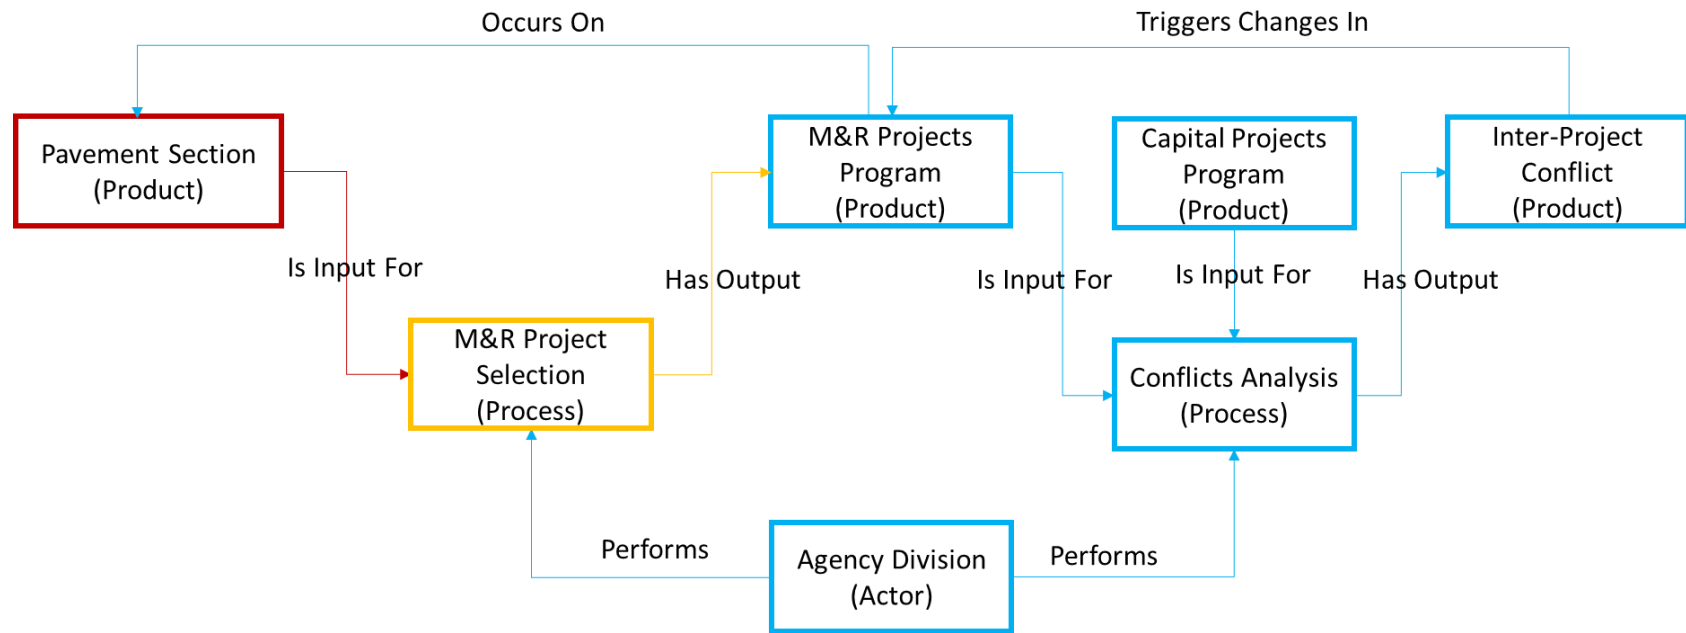 Occurs On
Triggers Changes In
Pavement Section
(Product)
M&R Projects
Program
(Product)
Capital Projects
Program
(Product)
Inter-Project
Conflict
(Product)
Is Input For
Has Output
Is Input For
Is Input For
Has Output
M&R Project
Selection
(Process)
Conflicts Analysis
(Process)
Performs
Agency Division
(Actor)
Performs